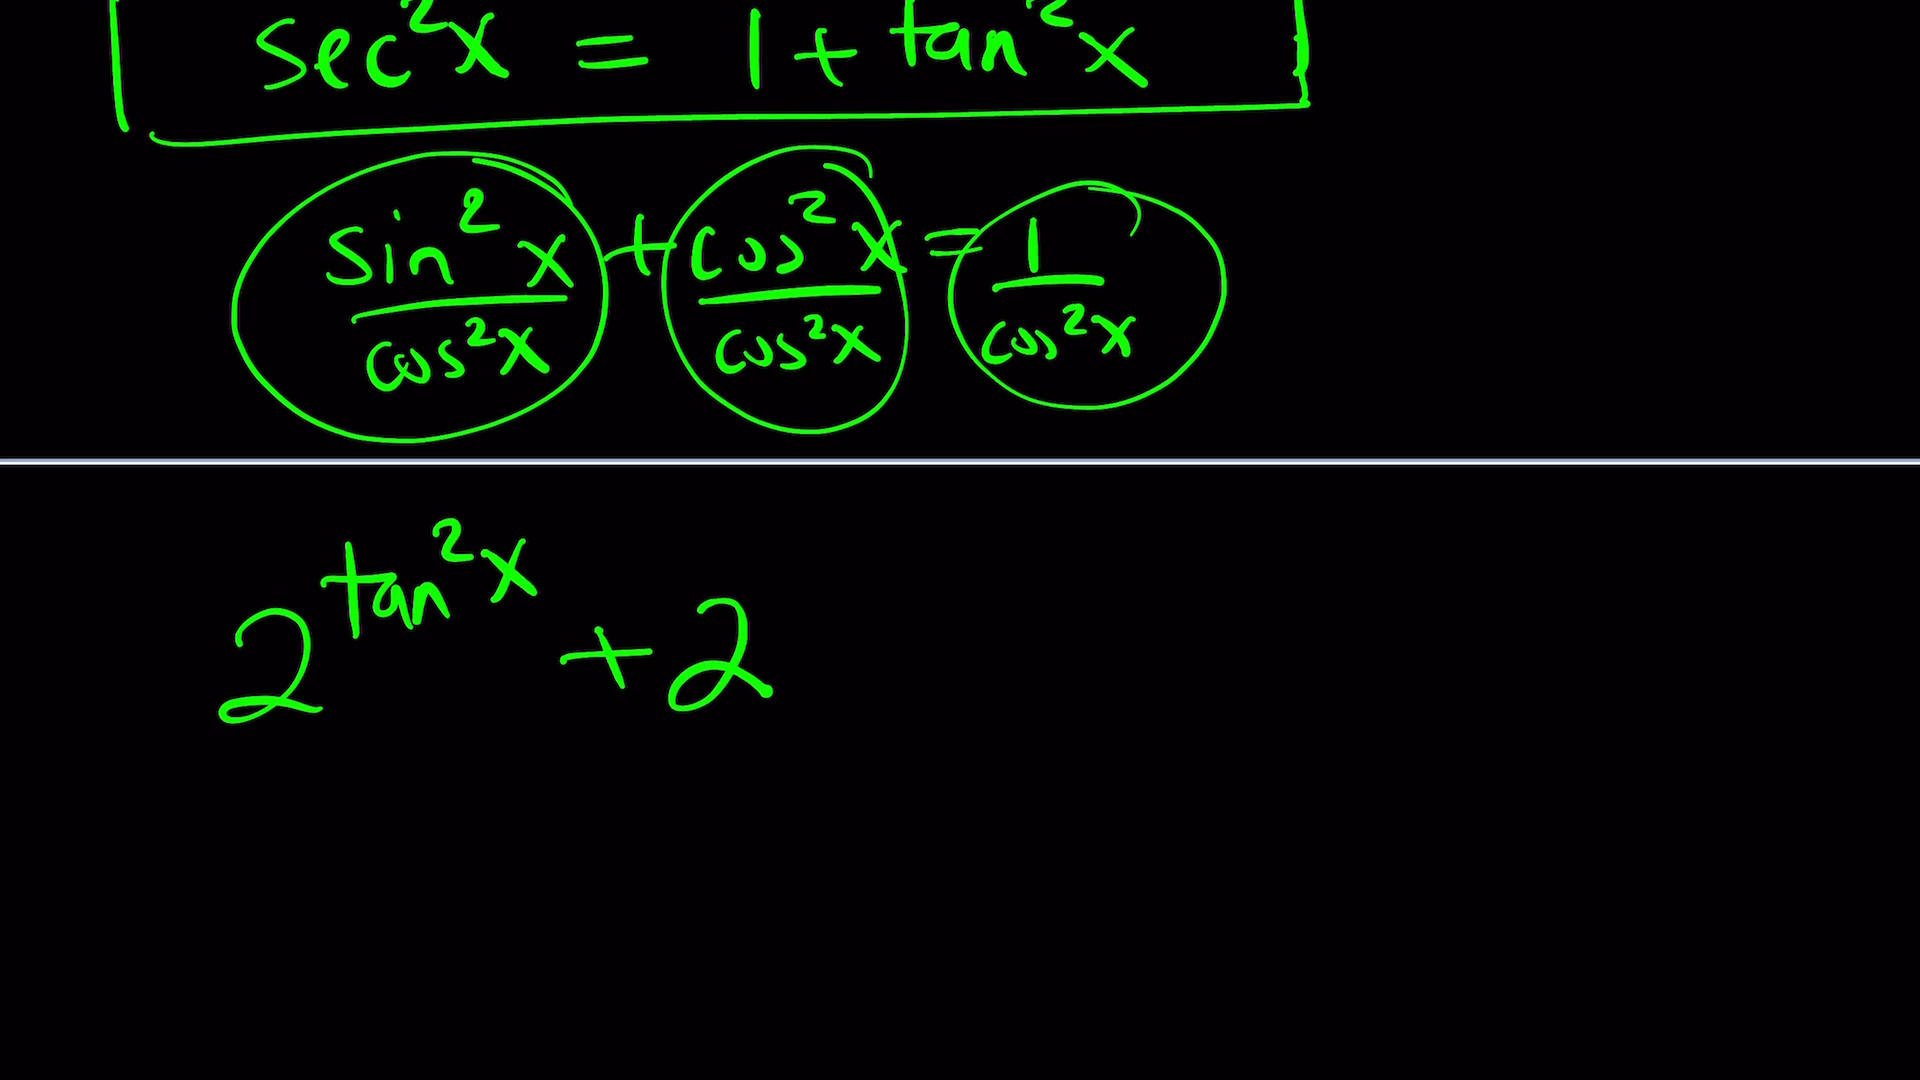 sec²x = 1 + tan²x
sin²x/cos²x + cos²x/cos²x = 1/cos²x
2^tan²x + 2